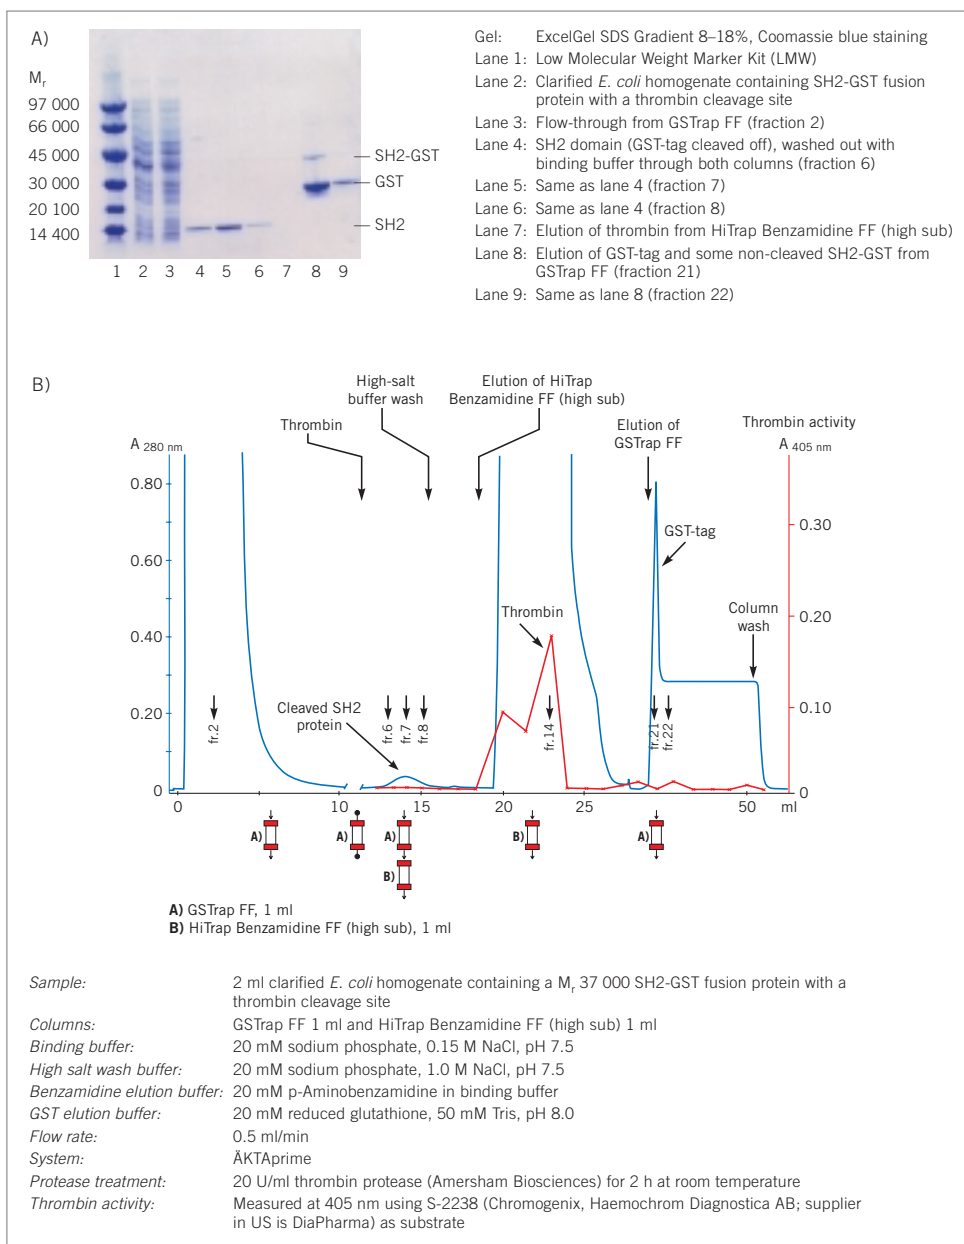 A)
Mr
97 000
66 000
45 000
30 000
20 100
14 400
SH2-GST
GST
SH2
1 2 3 4 5 6 7 8 9
Gel: ExcelGel SDS Gradient 8–18%, Coomassie blue staining
Lane 1: Low Molecular Weight Marker Kit (LMW)
Lane 2: Clarified E. coli homogenate containing SH2-GST fusion
protein with a thrombin cleavage site
Lane 3: Flow-through from GSTrap FF (fraction 2)
Lane 4: SH2 domain (GST-tag cleaved off), washed out with
binding buffer through both columns (fraction 6)
Lane 5: Same as lane 4 (fraction 7)
Lane 6: Same as lane 4 (fraction 8)
Lane 7: Elution of thrombin from HiTrap Benzamidine FF (high sub)
Lane 8: Elution of GST-tag and some non-cleaved SH2-GST from
GSTrap FF (fraction 21)
Lane 9: Same as lane 8 (fraction 22)
B)
High-salt
buffer wash
Elution of HiTrap
Benzamidine FF (high sub)
Thrombin
Elution of
GSTrap FF
Thrombin activity
A 280 nm
A 405 nm
0.80
0.60
0.40
0.20
0
0.30
0.20
0.10
0
GST-tag
Column
wash
Thrombin
Cleaved SH2
protein
fr.2
fr.6
fr.7
fr.8
fr.14
fr.21
fr.22
0 10 15 20 25 50 ml
A) A) A) B) A)
B)
A) GSTrap FF, 1 ml
B) HiTrap Benzamidine FF (high sub), 1 ml
Sample: 2 ml clarified E. coli homogenate containing a Mr 37 000 SH2-GST fusion protein with a
thrombin cleavage site
Columns: GSTrap FF 1 ml and HiTrap Benzamidine FF (high sub) 1 ml
Binding buffer: 20 mM sodium phosphate, 0.15 M NaCl, pH 7.5
High salt wash buffer: 20 mM sodium phosphate, 1.0 M NaCl, pH 7.5
Benzamidine elution buffer: 20 mM p-Aminobenzamidine in binding buffer
GST elution buffer: 20 mM reduced glutathione, 50 mM Tris, pH 8.0
Flow rate: 0.5 ml/min
System: ÄKTAprime
Protease treatment: 20 U/ml thrombin protease (Amersham Biosciences) for 2 h at room temperature
Thrombin activity: Measured at 405 nm using S-2238 (Chromogenix, Haemochrom Diagnostica AB; supplier
in US is DiaPharma) as substrate